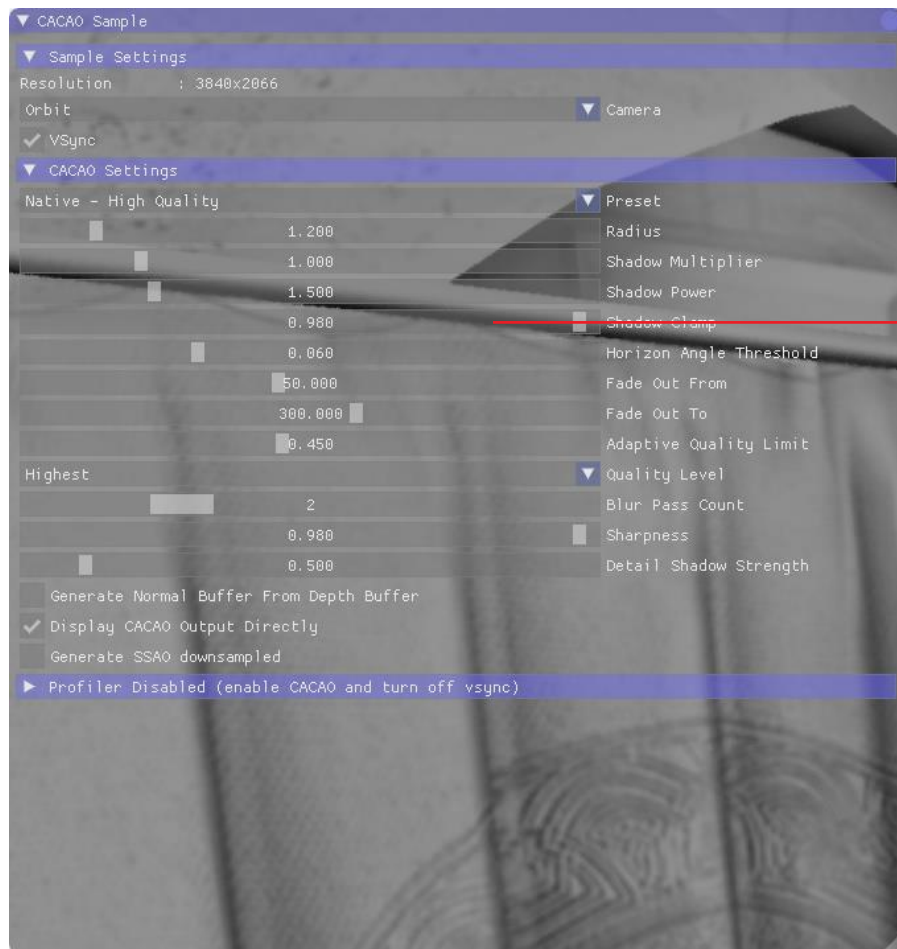 CACAO Sample
Sample Settings
Resolution : 3840x2066
Orbit Camera
VSync
CACAO Settings
Native - High Quality Preset
1.200 Radius
1.000 Shadow Multiplier
1.500 Shadow Power
0.980 Shadow Clamp
0.060 Horizon Angle Threshold
50.000 Fade Out From
300.000 Fade Out To
0.450 Adaptive Quality Limit
Highest Quality Level
2 Blur Pass Count
0.980 Sharpness
0.500 Detail Shadow Strength
Generate Normal Buffer From Depth Buffer
Display CACAO Output Directly
Generate SSAO downsampled
Profiler Disabled (enable CACAO and turn off vsync)